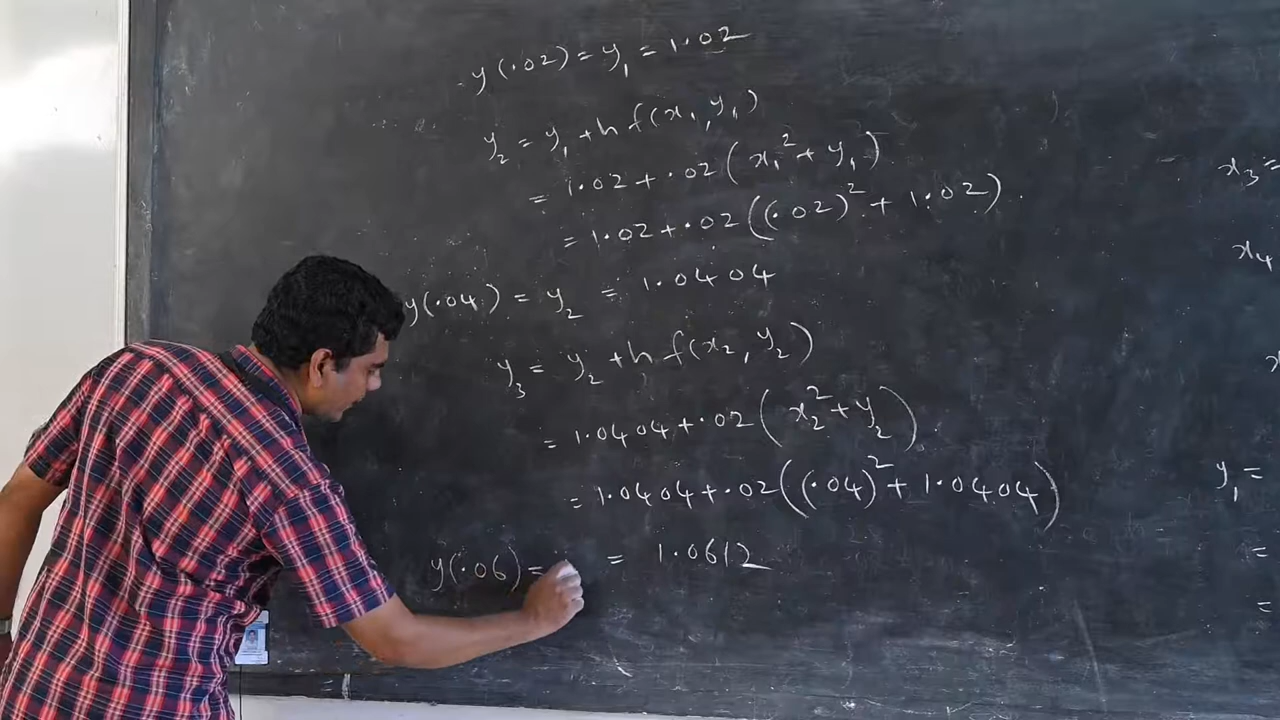 y(.02) = y₁ = 1.02
y₂ = y₁ + h f(x₁, y₁)
= 1.02 + .02 (x₁² + y₁)
= 1.02 + .02 ((.02)² + 1.02)
y(.04) = y₂ = 1.0404
y₃ = y₂ + h f(x₂, y₂)
= 1.0404 + .02 (x₂² + y₂)
= 1.0404 + .02 ((.04)² + 1.0404)
y(.06) = = 1.0612
x₃ =
x₄
x
y₁ =
=
=